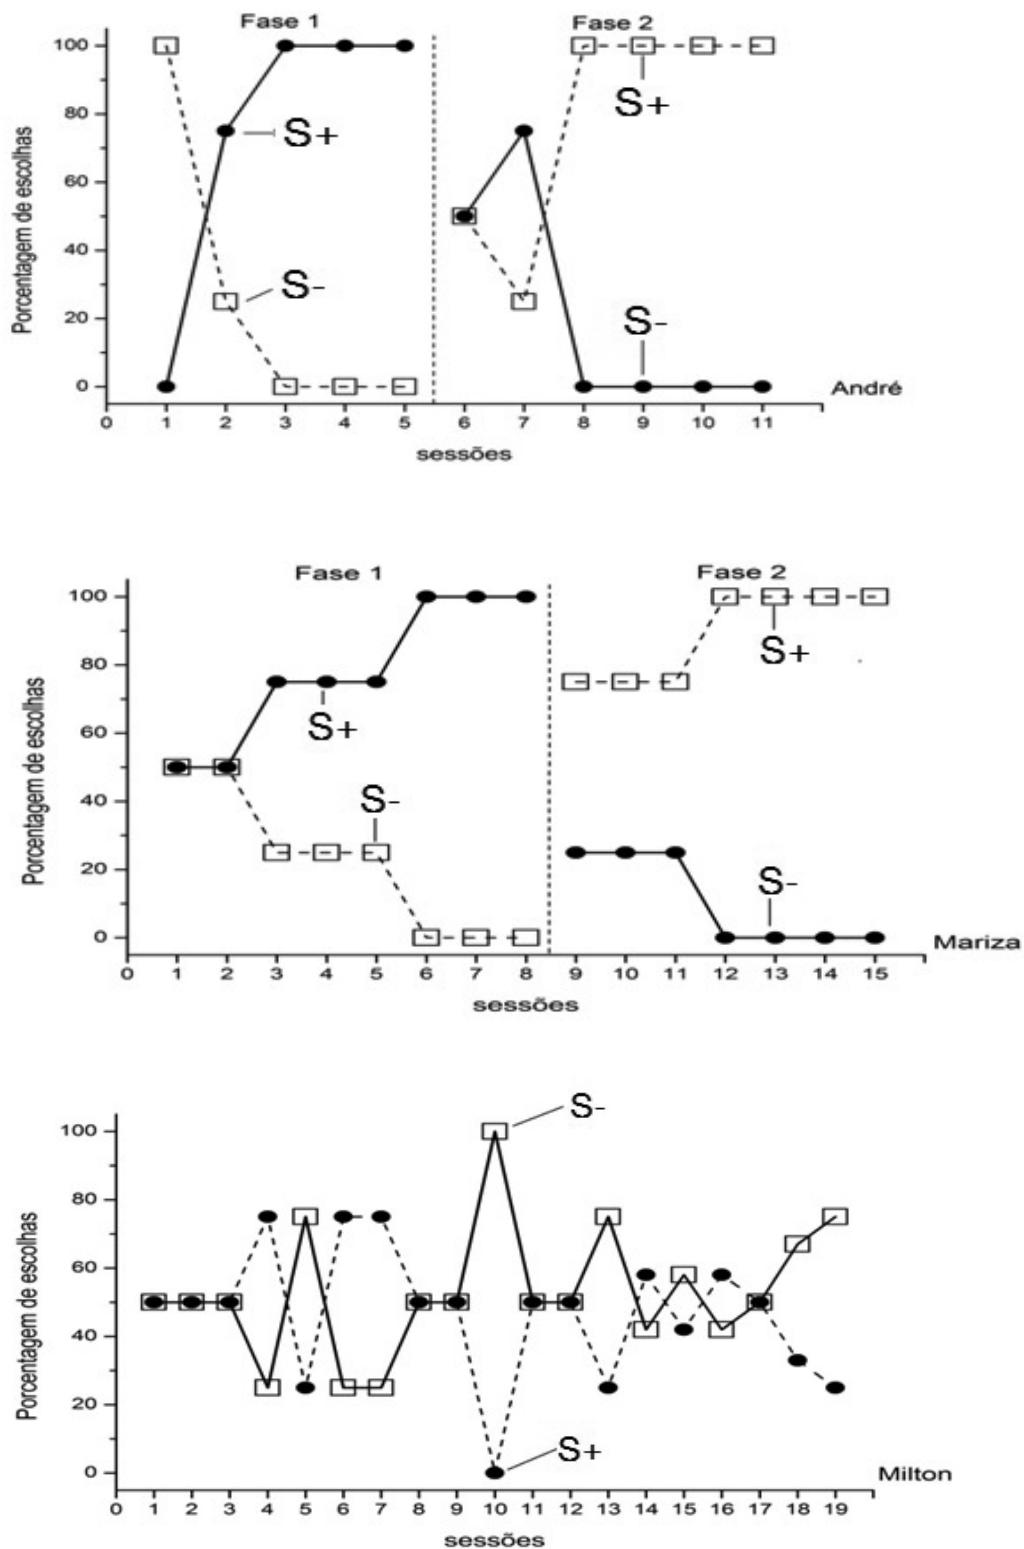 Fase 1
Fase 2
Porcentagem de escolhas
100
80
60
40
20
0
S+
S-
S+
S-
0 1 2 3 4 5 6 7 8 9 10 11
sessões
André
Fase 1
Fase 2
Porcentagem de escolhas
100
80
60
40
20
0
S+
S-
S+
S-
0 1 2 3 4 5 6 7 8 9 10 11 12 13 14 15
sessões
Mariza
Porcentagem de escolhas
100
80
60
40
20
0
S-
S+
0 1 2 3 4 5 6 7 8 9 10 11 12 13 14 15 16 17 18 19
sessões
Milton